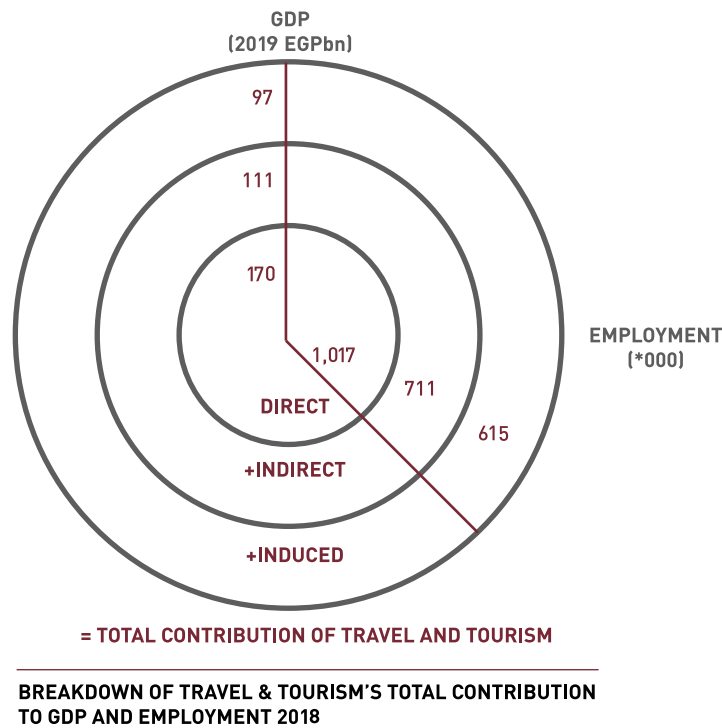 GDP
(2019 EGPbn)
97
111
170
1,017
711
615
EMPLOYMENT
(*000)
DIRECT
+INDIRECT
+INDUCED
= TOTAL CONTRIBUTION OF TRAVEL AND TOURISM
BREAKDOWN OF TRAVEL & TOURISM'S TOTAL CONTRIBUTION
TO GDP AND EMPLOYMENT 2018